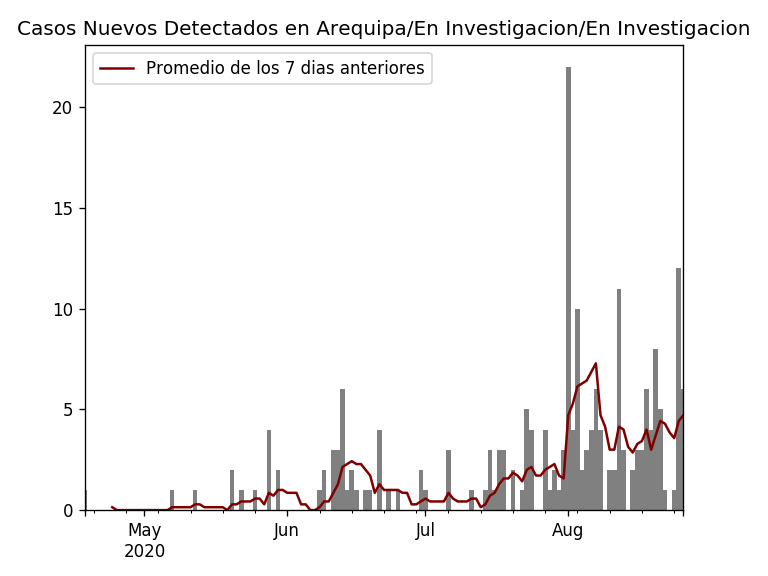 Casos Nuevos Detectados en Arequipa/En Investigacion/En Investigacion
Promedio de los 7 dias anteriores
20
15
10
5
0
May Jun Jul Aug
2020